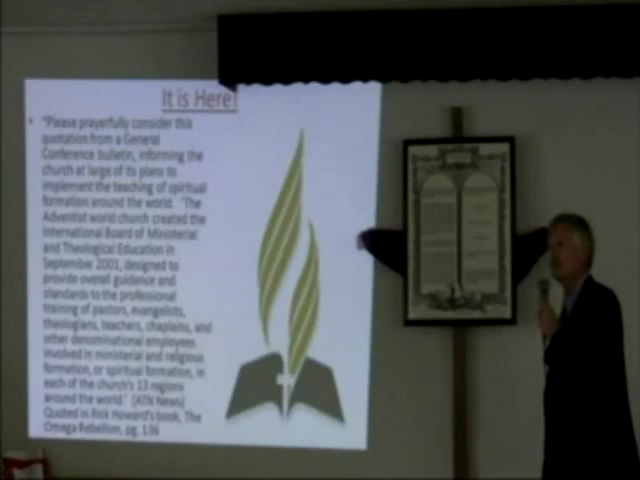 It is Here!
• "Please prayerfully consider this
quotation from a General
Conference bulletin, informing the
church at large of its plans to
implement the teaching of spiritual
formation around the world. "The
Adventist world church created the
International Board of Ministerial
and Theological Education in
September 2001, designed to
provide overall guidance and
standards to the professional
training of pastors, evangelists,
theologians, teachers, chaplains, and
other denominational employees
involved in ministerial and religious
formation, or spiritual formation, in
each of the church's 13 regions
around the world." (ATN News)
Quoted in Rick Howard's book, The
Omega Rebellion, pg. 136